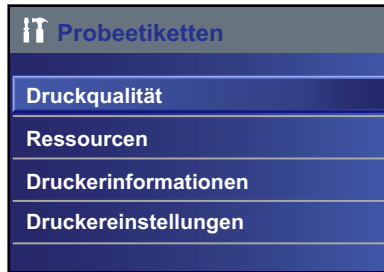 Probeetiketten
Druckqualität
Ressourcen
Druckerinformationen
Druckereinstellungen